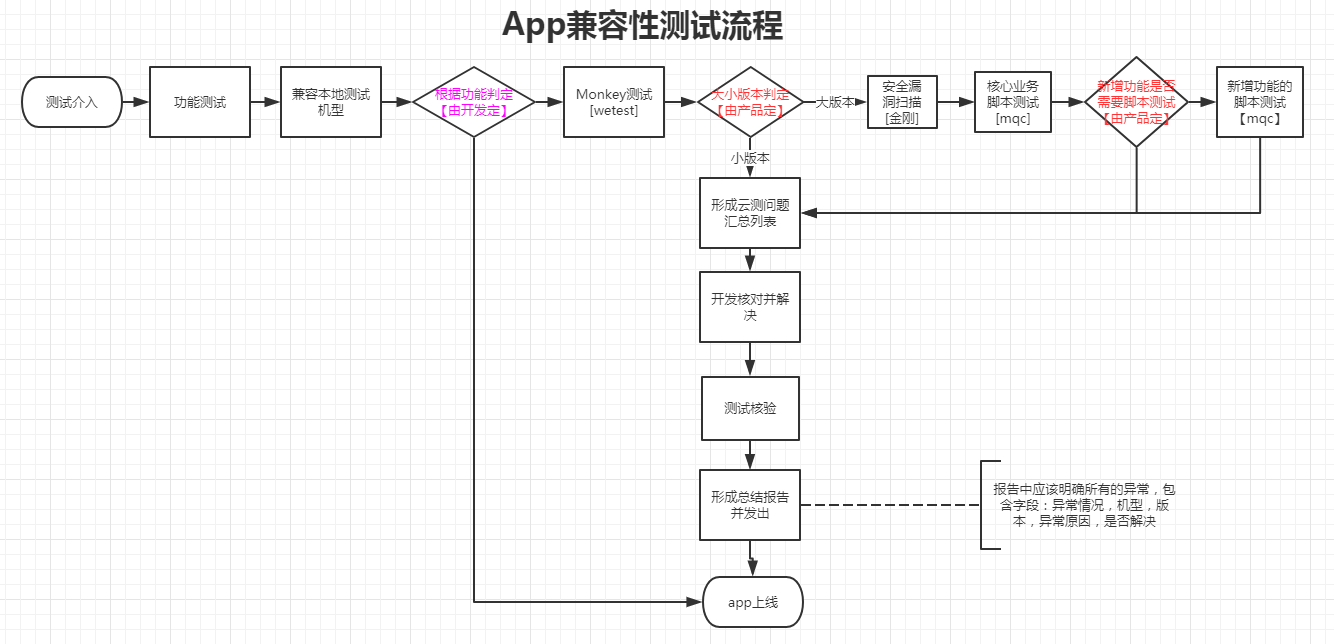 App兼容性测试流程
测试介入
功能测试
兼容本地测试
机型
根据功能判定
【由开发定】
Monkey测试
[wetest]
大小版本判定
【由产品定】
大版本
安全漏
洞扫描
[金刚]
核心业务
脚本测试
[mqc]
新增功能是否
需要脚本测试
【由产品定】
新增功能的
脚本测试
【mqc】
小版本
形成云测问题
汇总列表
开发核对并解
决
测试核验
形成总结报告
并发出
报告中应该明确所有的异常，包
含字段：异常情况，机型，版
本，异常原因，是否解决
app上线